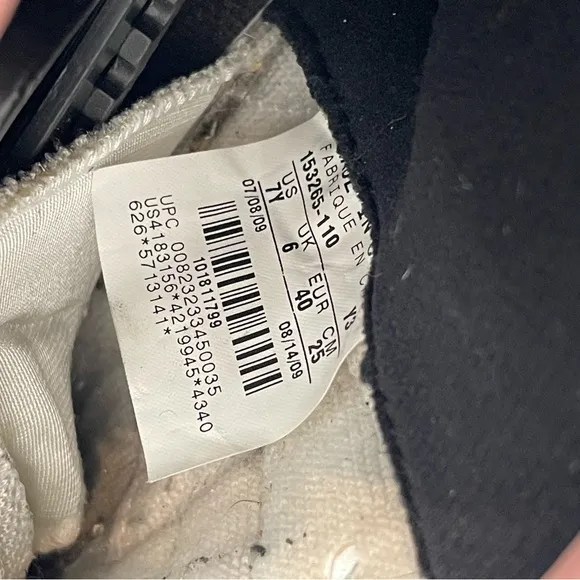 FABRIQUE EN C
153265-110 Y3
US UK EUR CM
7Y 6 40 25
07/08/09 08/14/09
101811799
UPC 00823233450035
US4183156*4219945*4340
626*5713141*